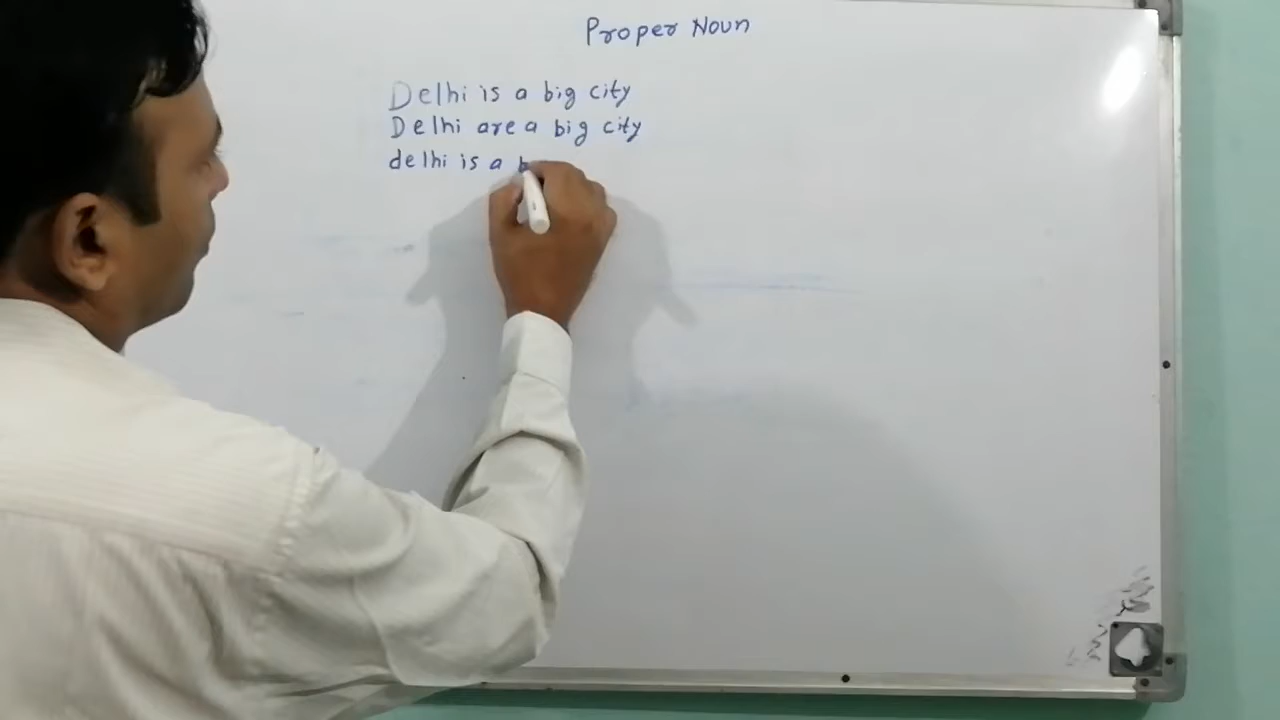 Proper Noun
Delhi is a big city
Delhi are a big city
delhi is a b